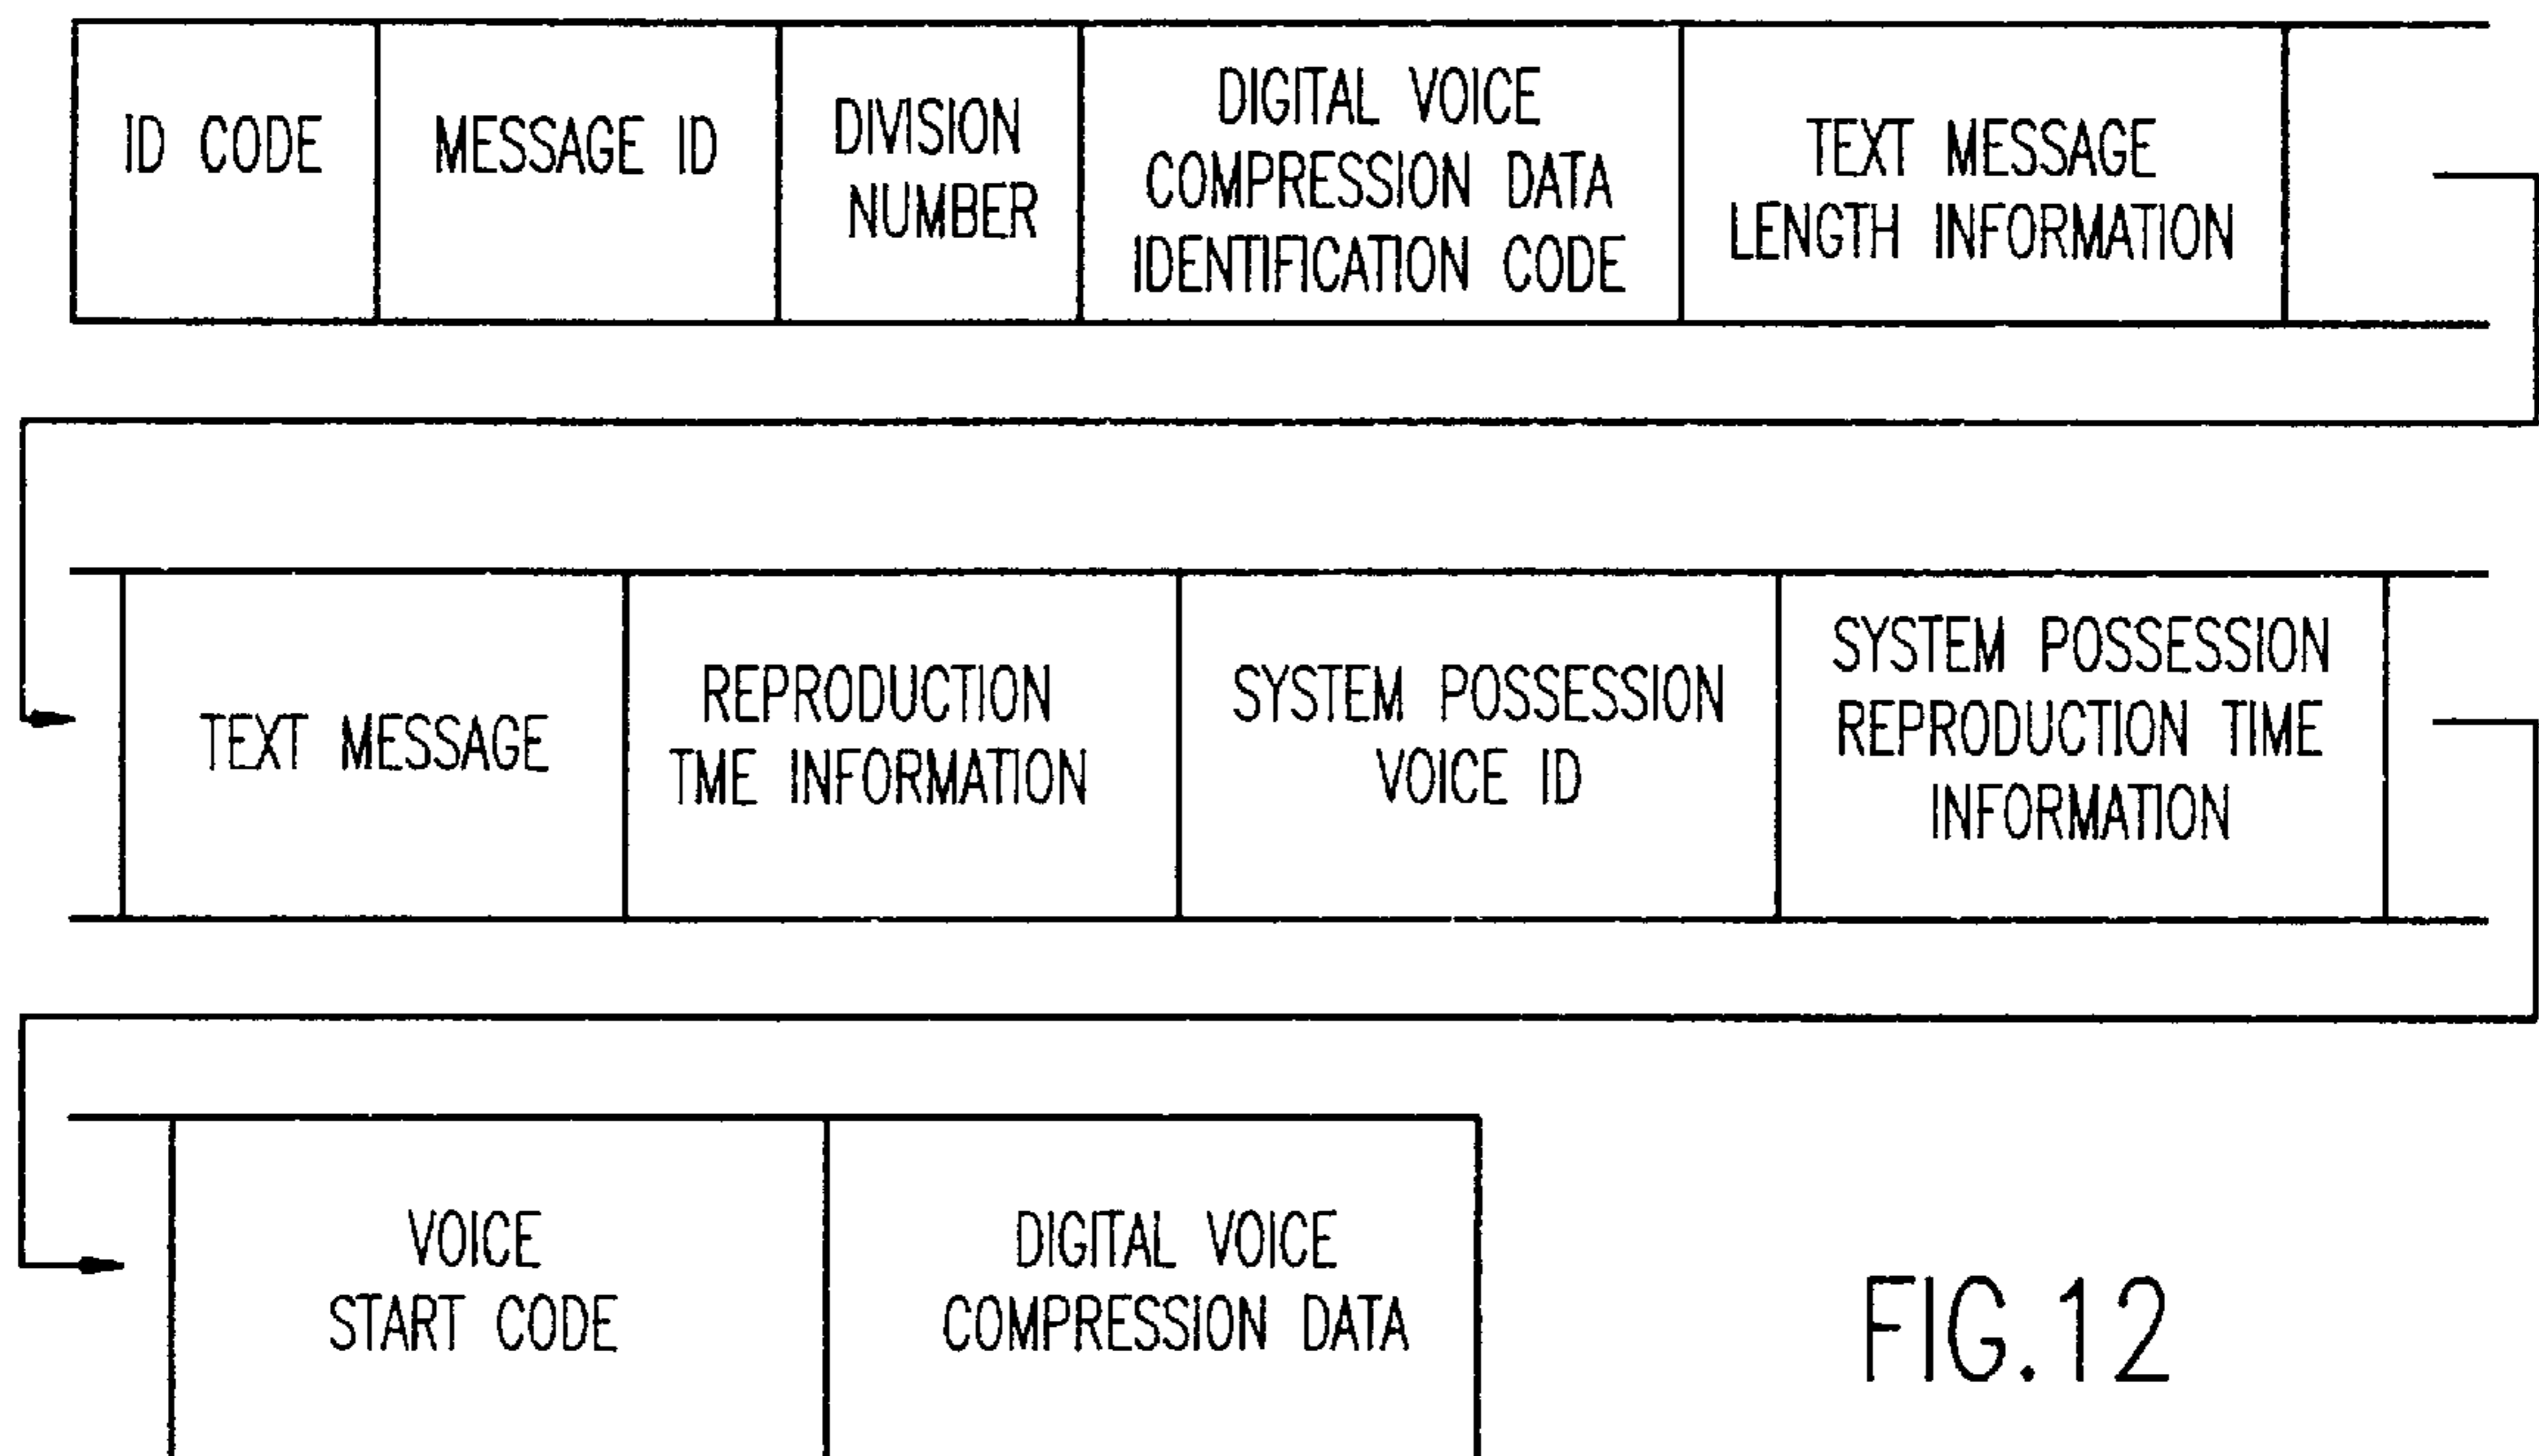 ID CODE
MESSAGE ID
DIVISION
NUMBER
DIGITAL VOICE
COMPRESSION DATA
IDENTIFICATION CODE
TEXT MESSAGE
LENGTH INFORMATION
TEXT MESSAGE
REPRODUCTION
TME INFORMATION
SYSTEM POSSESSION
VOICE ID
SYSTEM POSSESSION
REPRODUCTION TIME
INFORMATION
VOICE
START CODE
DIGITAL VOICE
COMPRESSION DATA
FIG.12